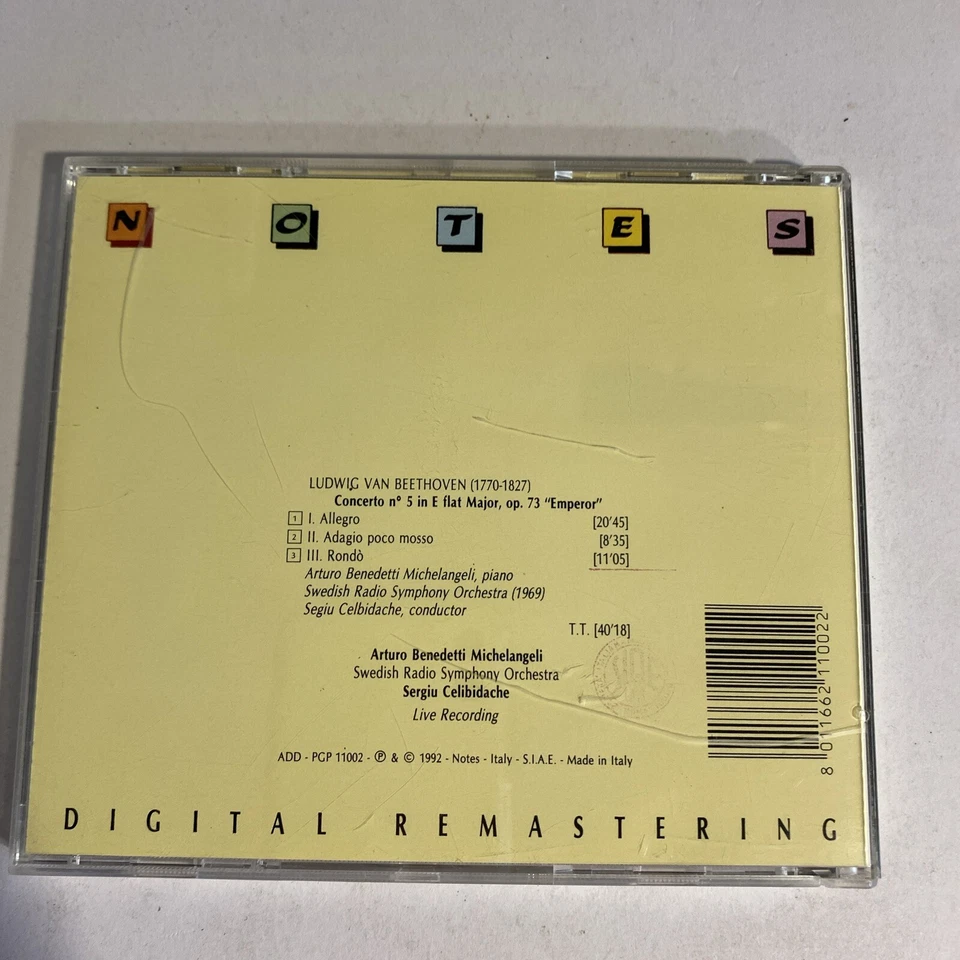 N O T E S
LUDWIG VAN BEETHOVEN (1770-1827)
Concerto n° 5 in E flat Major, op. 73 "Emperor"
1 I. Allegro [20'45]
2 II. Adagio poco mosso [8'35]
3 III. Rondò [11'05]
Arturo Benedetti Michelangeli, piano
Swedish Radio Symphony Orchestra (1969)
Segiu Celbidache, conductor
T.T. [40'18]
Arturo Benedetti Michelangeli
Swedish Radio Symphony Orchestra
Sergiu Celibidache
Live Recording
8 011662 110022
ADD - PGP 11002 - ℗ & © 1992 - Notes - Italy - S.I.A.E. - Made in Italy
DIGITAL REMASTERING